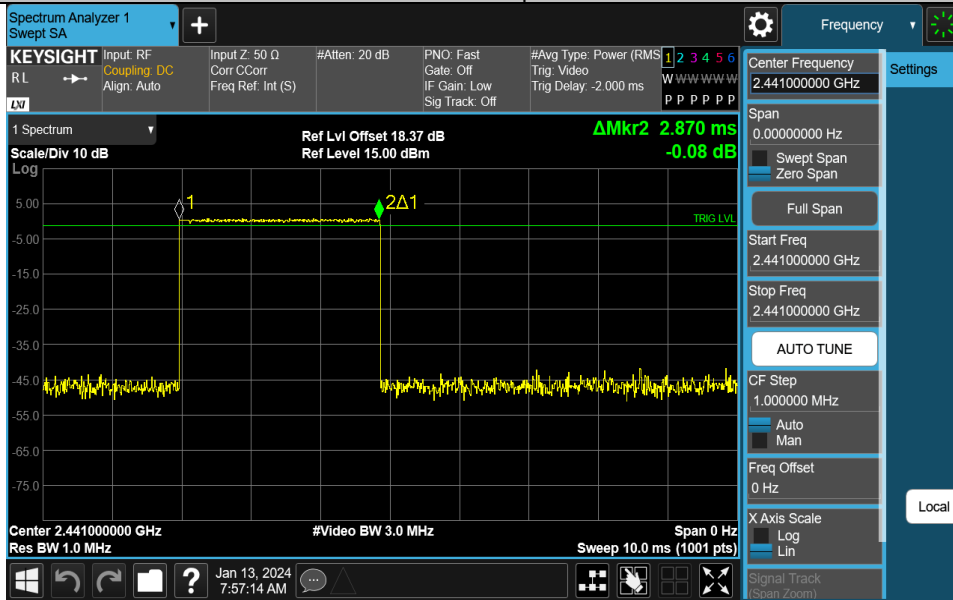 Spectrum Analyzer 1
Swept SA
+
Frequency
KEYSIGHT
RL
LXI
Input: RF
Coupling: DC
Align: Auto
Input Z: 50 Ω
Corr CCorr
Freq Ref: Int (S)
#Atten: 20 dB
PNO: Fast
Gate: Off
IF Gain: Low
Sig Track: Off
#Avg Type: Power (RMS
Trig: Video
Trig Delay: -2.000 ms
1 2 3 4 5 6
W W W W W W
P P P P P P
1 Spectrum
Scale/Div 10 dB
Log
Ref Lvl Offset 18.37 dB
Ref Level 15.00 dBm
ΔMkr2 2.870 ms
-0.08 dB
1
2Δ1
TRIG LVL
5.00
-5.00
-15.0
-25.0
-35.0
-45.0
-55.0
-65.0
-75.0
Center 2.441000000 GHz
#Video BW 3.0 MHz
Span 0 Hz
Res BW 1.0 MHz
Sweep 10.0 ms (1001 pts)
Center Frequency
2.441000000 GHz
Settings
Span
0.00000000 Hz
Swept Span
Zero Span
Full Span
Start Freq
2.441000000 GHz
Stop Freq
2.441000000 GHz
AUTO TUNE
CF Step
1.000000 MHz
Auto
Man
Freq Offset
0 Hz
Local
X Axis Scale
Log
Lin
Signal Track
(Span Zoom)
?
Jan 13, 2024
7:57:14 AM